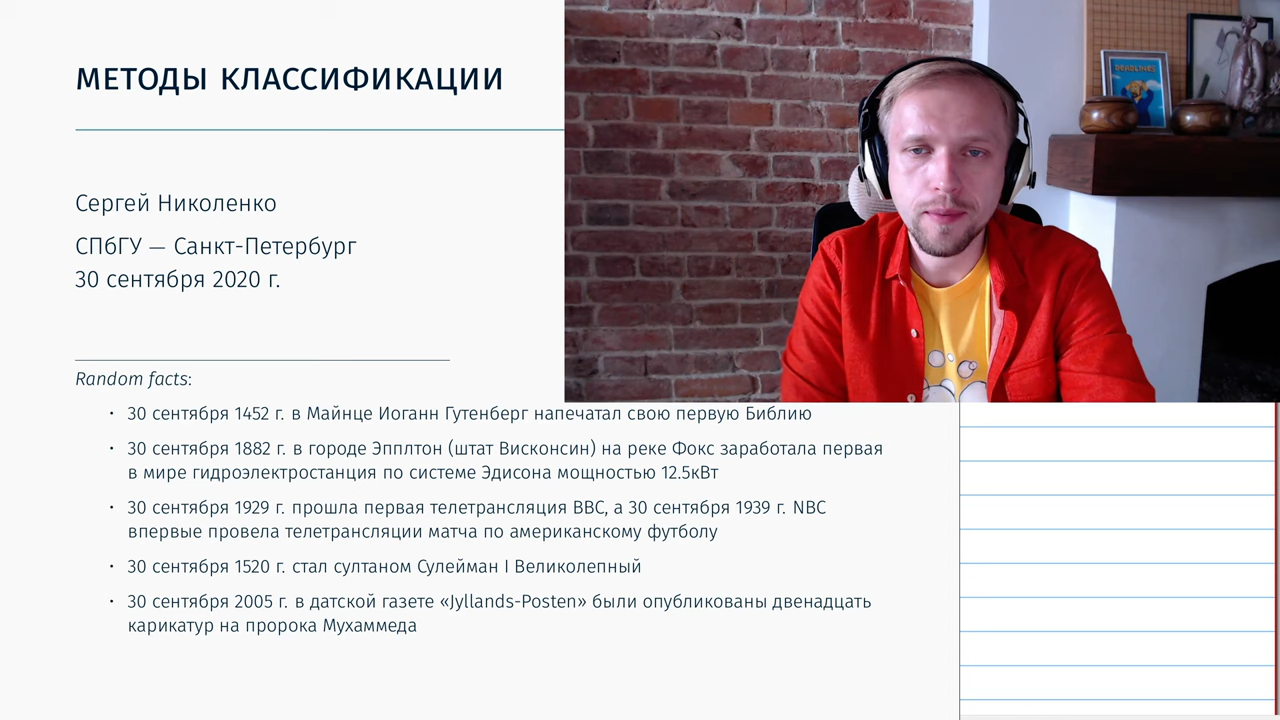 МЕТОДЫ КЛАССИФИКАЦИИ
Сергей Николенко
СПбГУ — Санкт-Петербург
30 сентября 2020 г.
Random facts:
• 30 сентября 1452 г. в Майнце Иоганн Гутенберг напечатал свою первую Библию
• 30 сентября 1882 г. в городе Эпплтон (штат Висконсин) на реке Фокс заработала первая
в мире гидроэлектростанция по системе Эдисона мощностью 12.5кВт
• 30 сентября 1929 г. прошла первая телетрансляция BBC, а 30 сентября 1939 г. NBC
впервые провела телетрансляции матча по американскому футболу
• 30 сентября 1520 г. стал султаном Сулейман I Великолепный
• 30 сентября 2005 г. в датской газете «Jyllands-Posten» были опубликованы двенадцать
карикатур на пророка Мухаммеда
DEADLINES